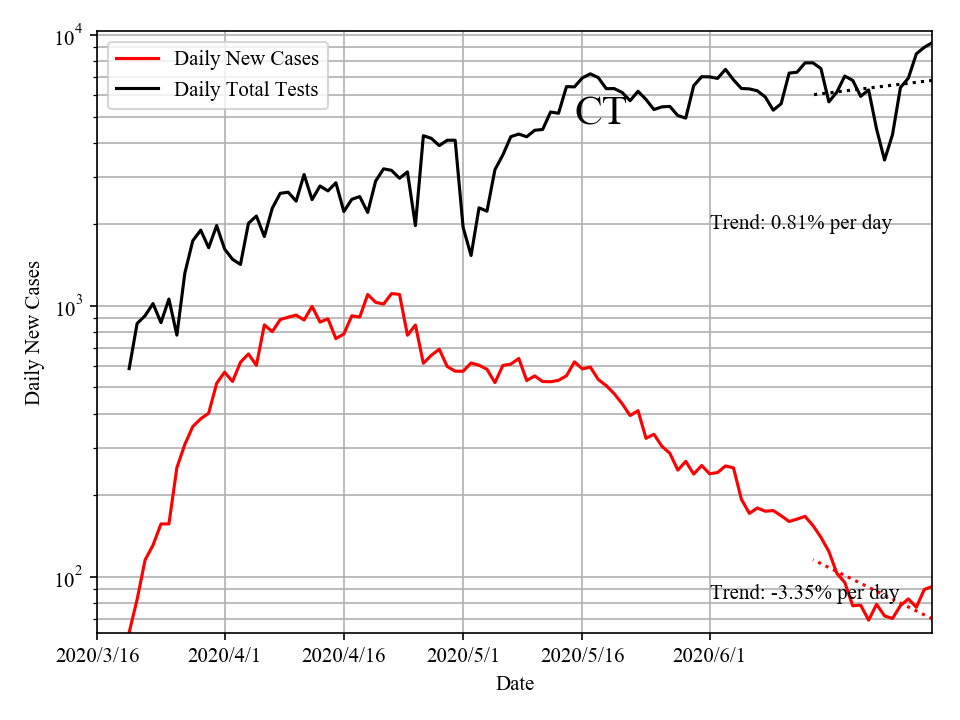 Daily New Cases
Daily Total Tests
CT
Trend: 0.81% per day
Trend: -3.35% per day
10^4
10^3
10^2
Daily New Cases
2020/3/16 2020/4/1 2020/4/16 2020/5/1 2020/5/16 2020/6/1
Date